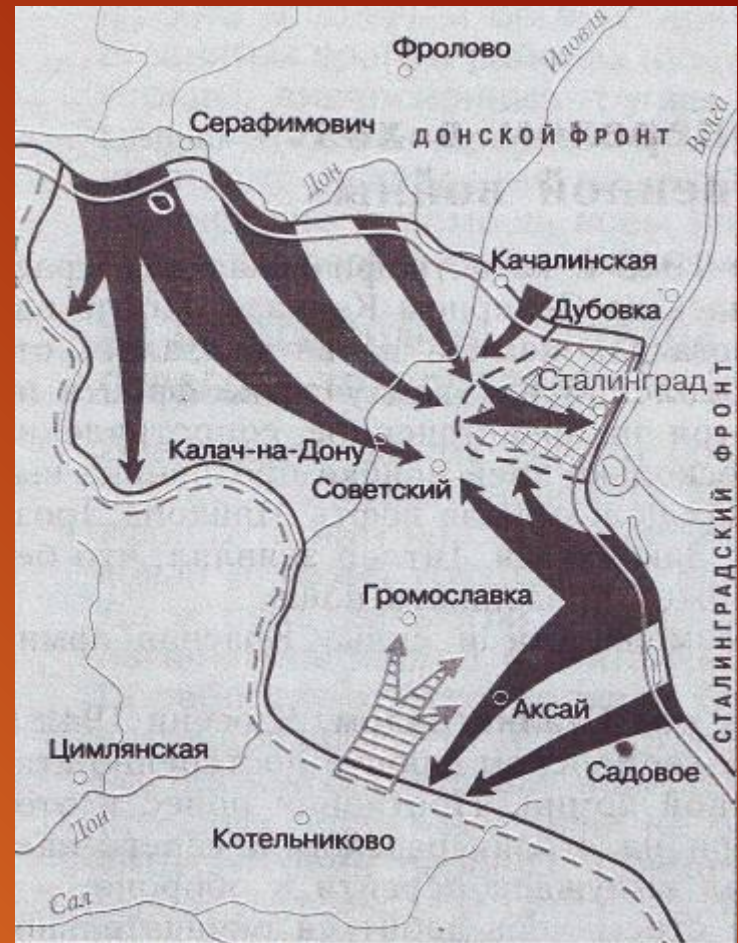 Фролово
Иловля
Серафимович
ДОНСКОЙ ФРОНТ
Волга
Дон
Качалинская
Дубовка
Сталинград
Калач-на-Дону
Советский
СТАЛИНГРАДСКИЙ ФРОНТ
Громославка
Аксай
Цимлянская
Садовое
Дон
Котельниково
Сал